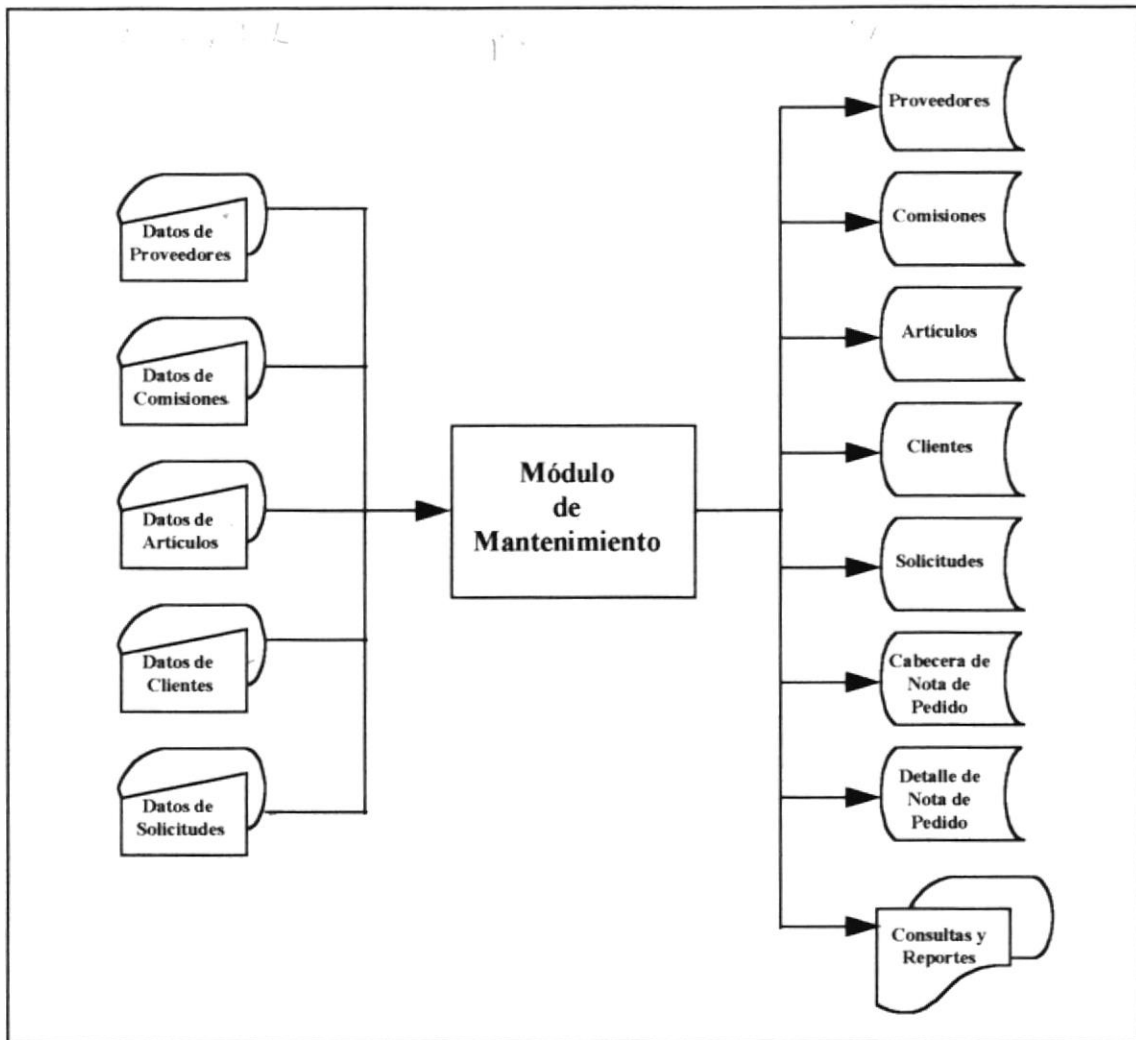 Datos de
Proveedores
Datos de
Comisiones
Datos de
Artículos
Datos de
Clientes
Datos de
Solicitudes
Módulo
de
Mantenimiento
Proveedores
Comisiones
Artículos
Clientes
Solicitudes
Cabecera de
Nota de
Pedido
Detalle de
Nota de
Pedido
Consultas y
Reportes